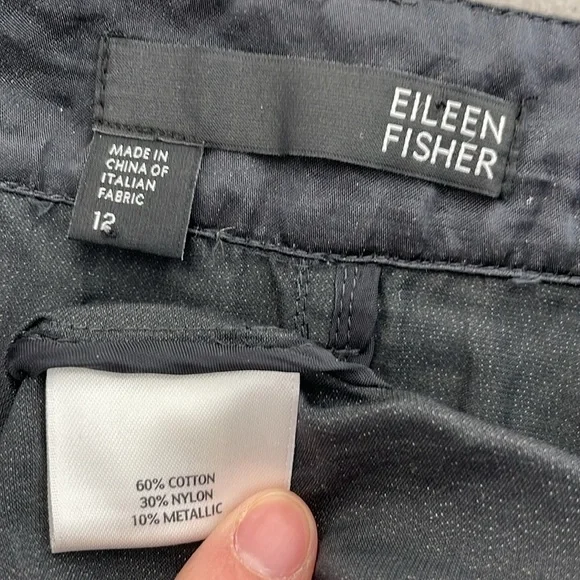 EILEEN
FISHER
MADE IN
CHINA OF
ITALIAN
FABRIC
12
60% COTTON
30% NYLON
10% METALLIC